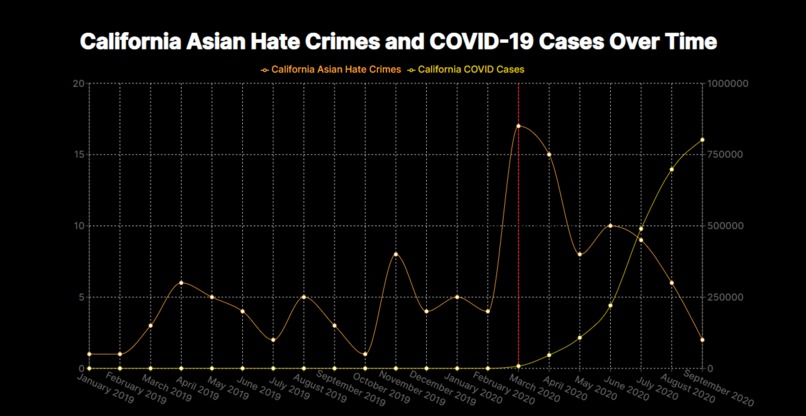 California Asian Hate Crimes and COVID-19 Cases Over Time
California Asian Hate Crimes California COVID Cases
20 1000000
15 750000
10 500000
5 250000
0 0
January 2019 February 2019 March 2019 April 2019 May 2019 June 2019 July 2019 August 2019 September 2019 October 2019 November 2019 December 2019 January 2020 February 2020 March 2020 April 2020 May 2020 June 2020 July 2020 August 2020 September 2020